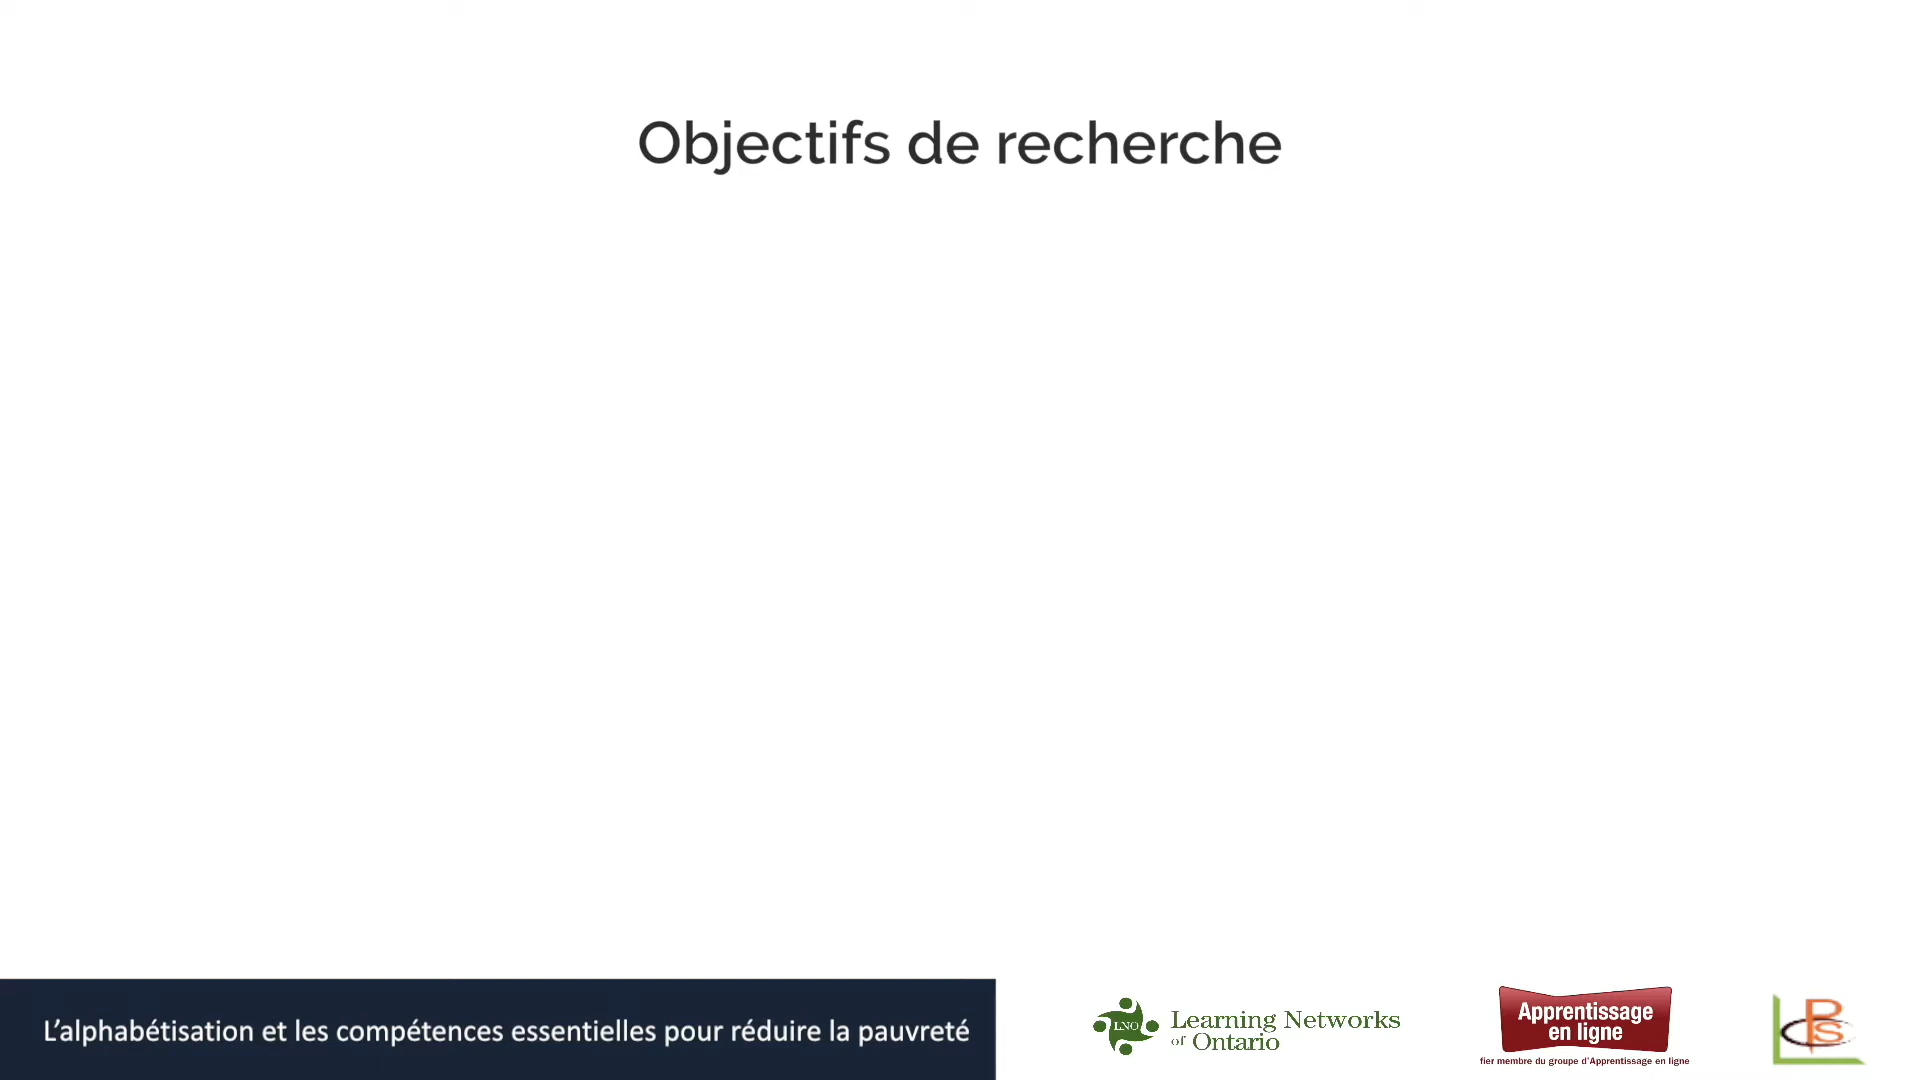 Objectifs de recherche
L'alphabétisation et les compétences essentielles pour réduire la pauvreté
LNO
Learning Networks
of Ontario
Apprentissage
en ligne
fier membre du groupe d'Apprentissage en ligne
LCPS